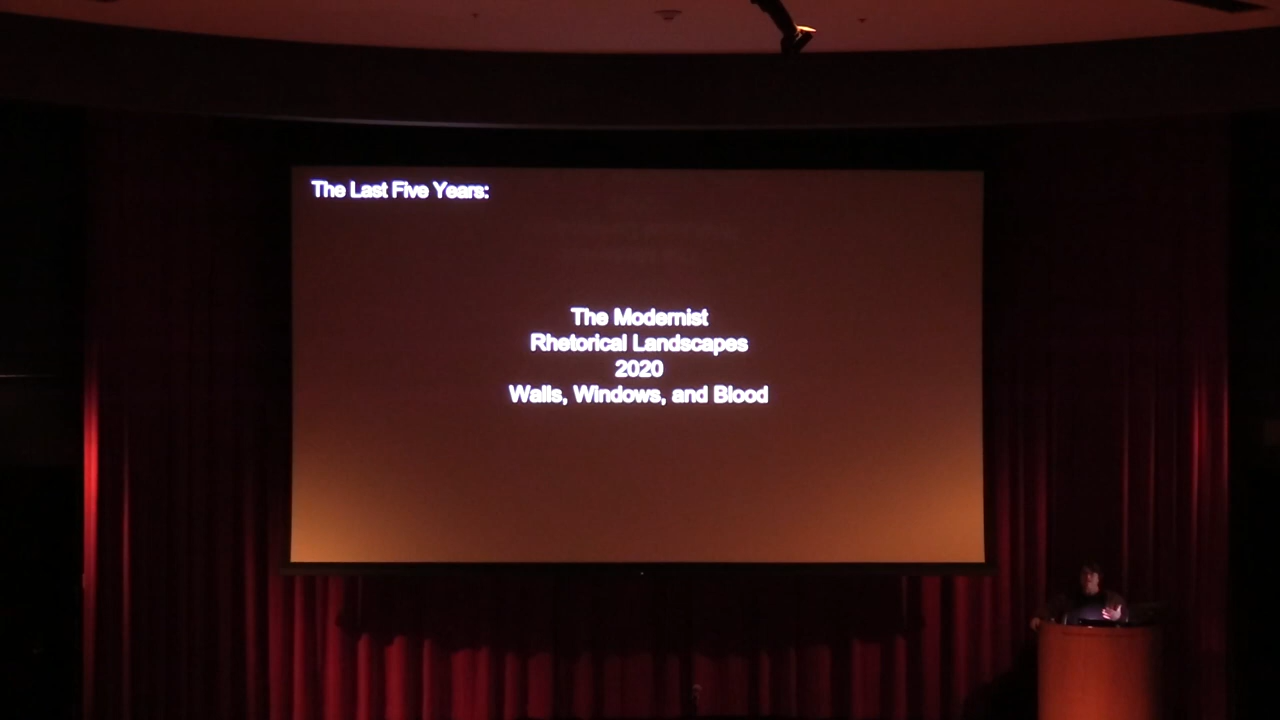 The Last Five Years:
The Modernist
Rhetorical Landscapes
2020
Walls, Windows, and Blood